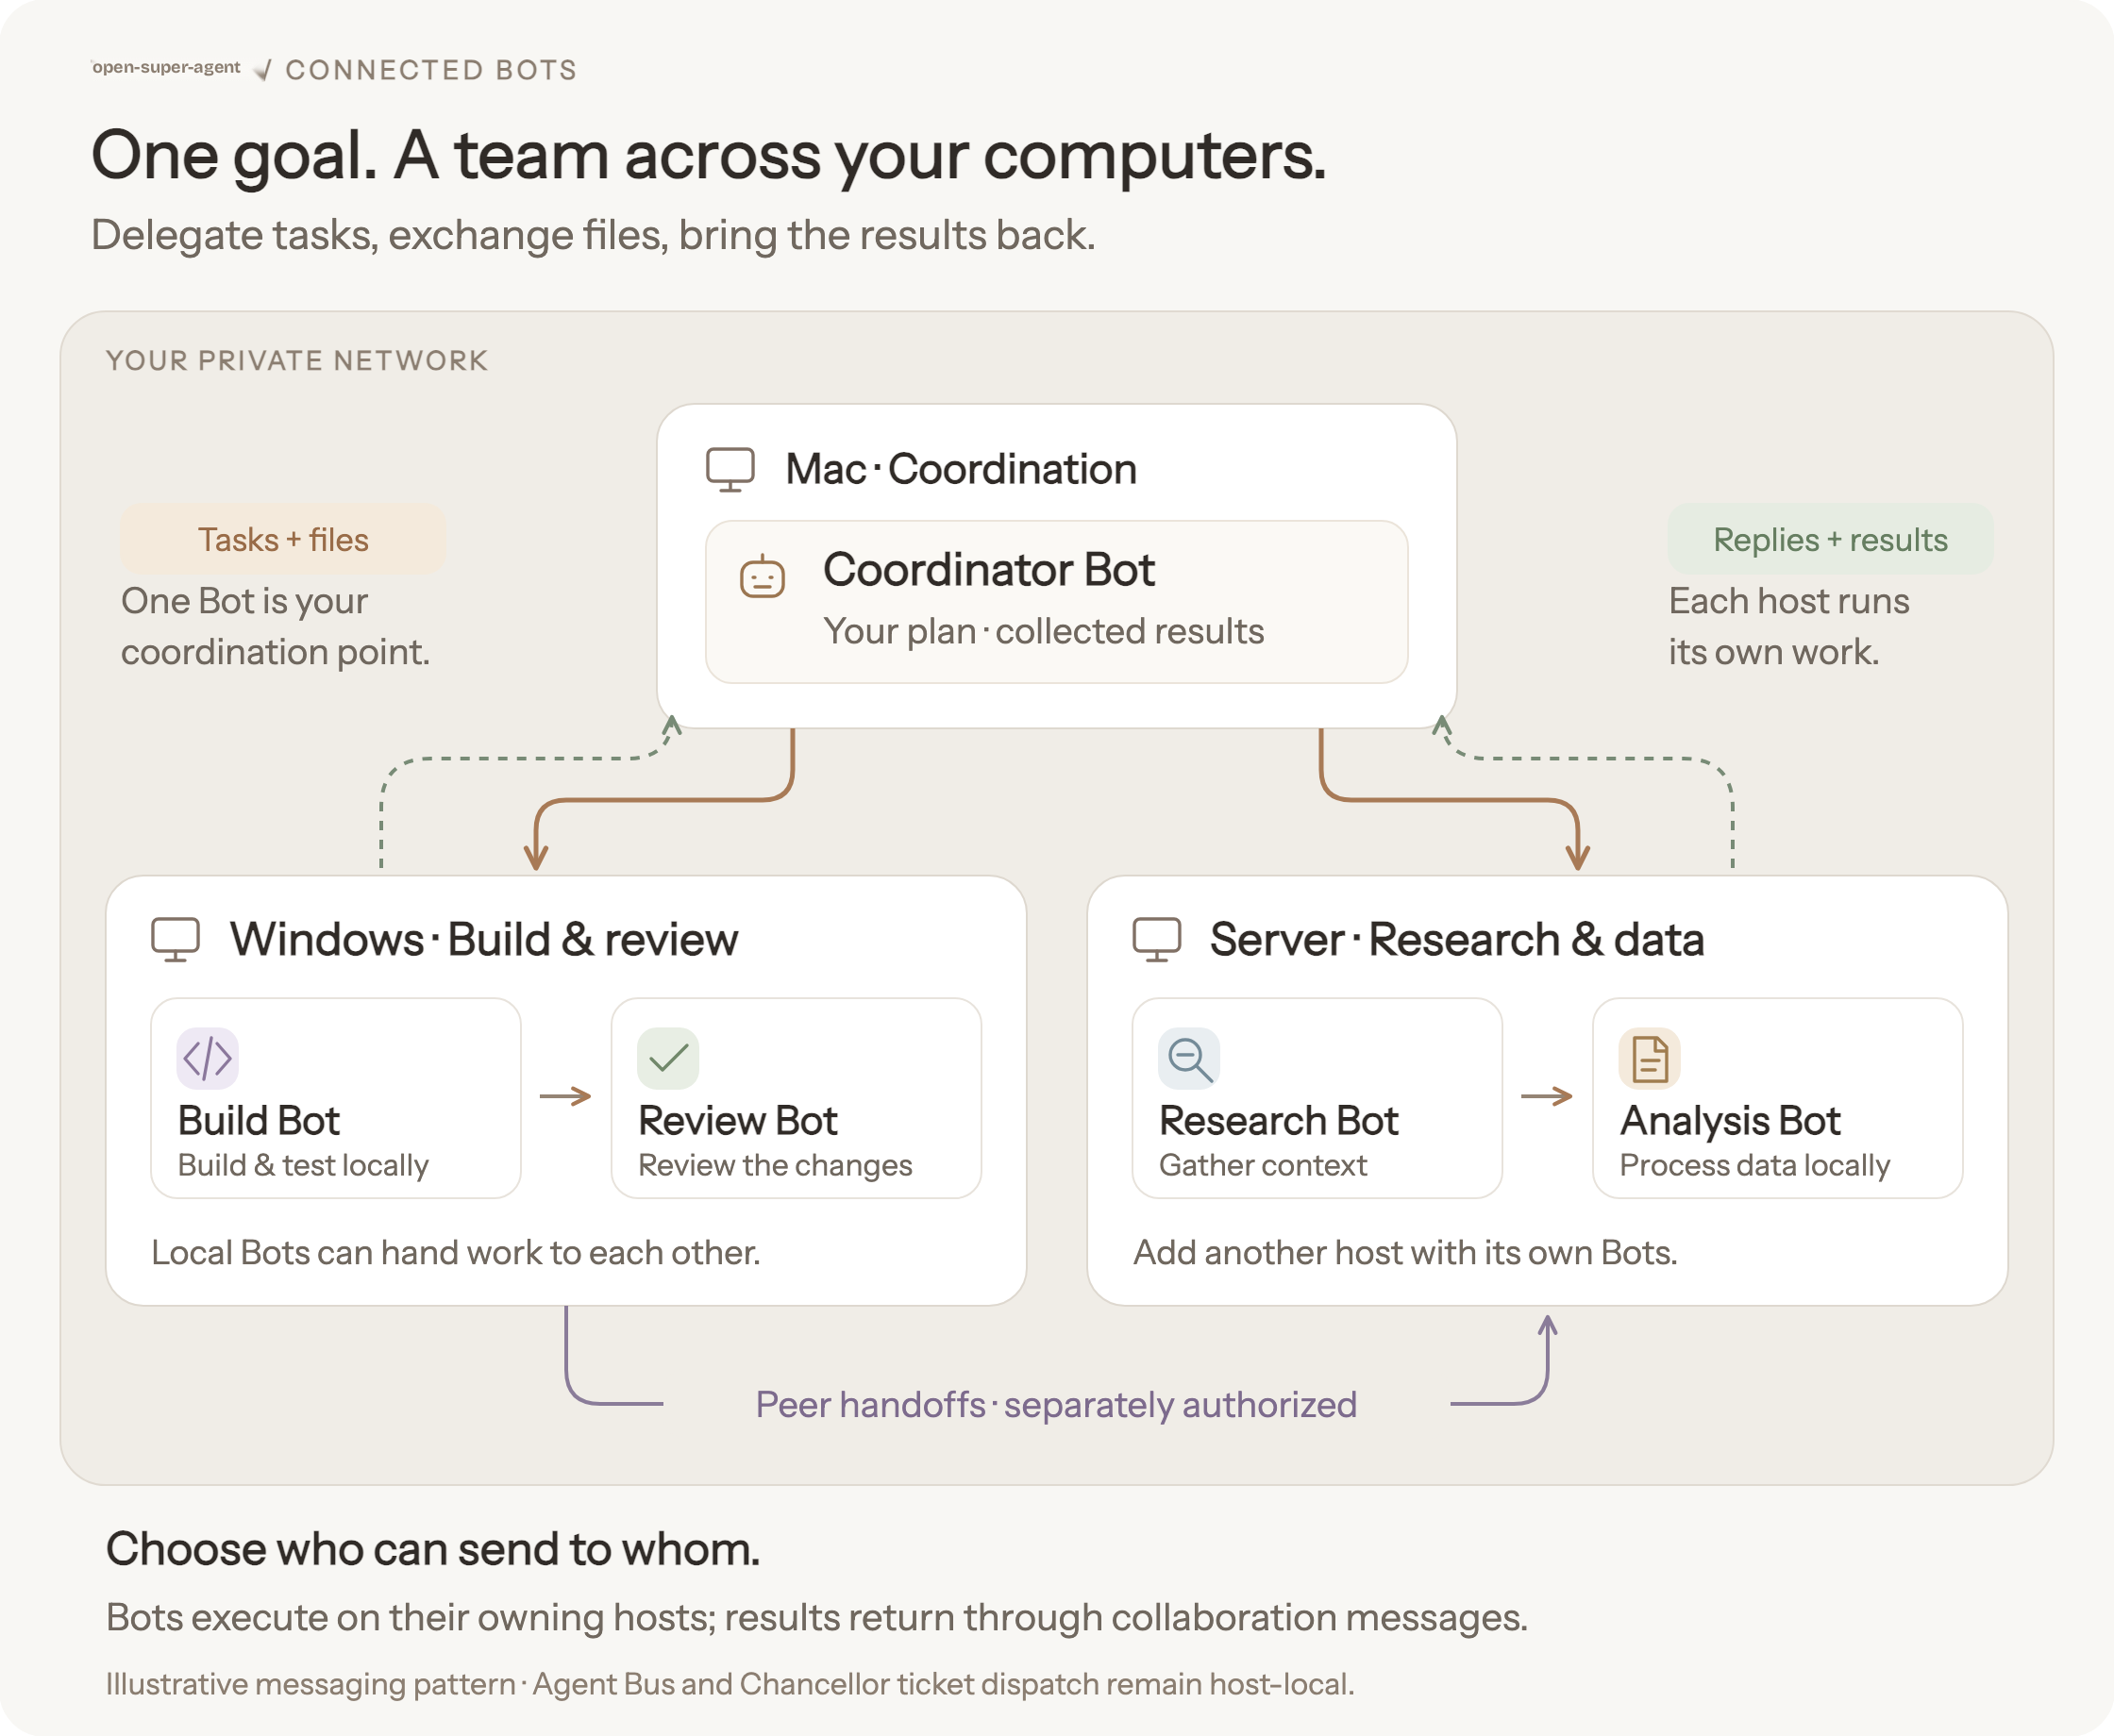 open-super-agent √ CONNECTED BOTS
One goal. A team across your computers.
Delegate tasks, exchange files, bring the results back.
YOUR PRIVATE NETWORK
Mac · Coordination
Coordinator Bot
Your plan · collected results
Tasks + files
One Bot is your
coordination point.
Replies + results
Each host runs
its own work.
Windows · Build & review
Build Bot
Build & test locally
Review Bot
Review the changes
Local Bots can hand work to each other.
Server · Research & data
Research Bot
Gather context
Analysis Bot
Process data locally
Add another host with its own Bots.
Peer handoffs · separately authorized
Choose who can send to whom.
Bots execute on their owning hosts; results return through collaboration messages.
Illustrative messaging pattern · Agent Bus and Chancellor ticket dispatch remain host-local.